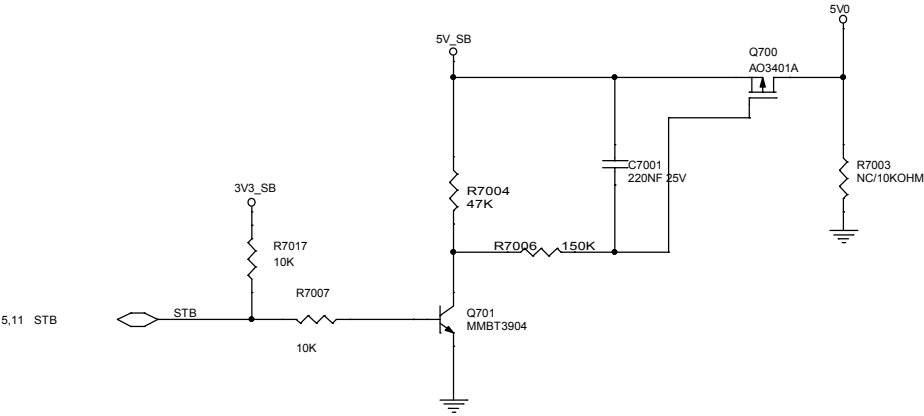 5V0
Q700
AO3401A
5V_SB
C7001
220NF 25V
R7003
NC/10KOHM
R7004
47K
3V3_SB
R7017
10K
R7006 150K
R7007
5,11 STB
STB
10K
Q701
MMBT3904